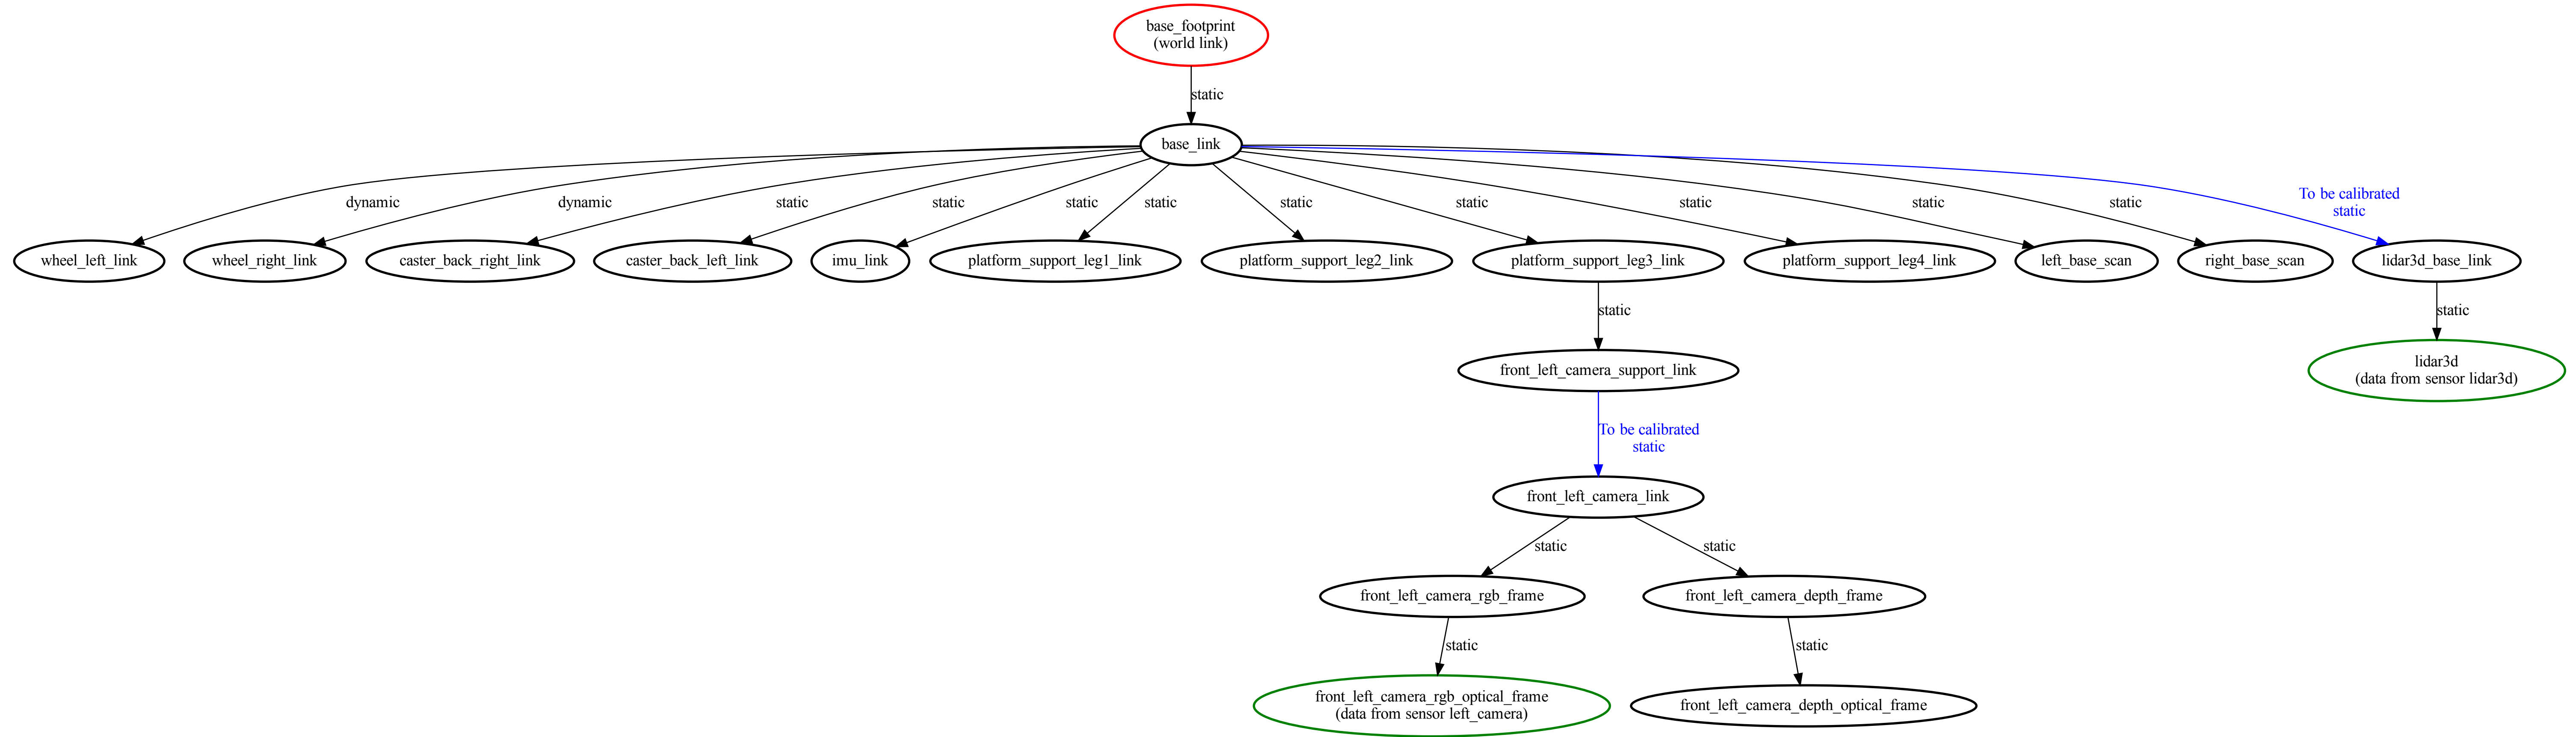 base_footprint
(world link)
static
base_link
dynamic
dynamic
static
static
static
static
static
static
static
static
static
To be calibrated
static
wheel_left_link
wheel_right_link
caster_back_right_link
caster_back_left_link
imu_link
platform_support_leg1_link
platform_support_leg2_link
platform_support_leg3_link
platform_support_leg4_link
left_base_scan
right_base_scan
lidar3d_base_link
static
static
front_left_camera_support_link
lidar3d
(data from sensor lidar3d)
To be calibrated
static
front_left_camera_link
static
static
front_left_camera_rgb_frame
front_left_camera_depth_frame
static
static
front_left_camera_rgb_optical_frame
(data from sensor left_camera)
front_left_camera_depth_optical_frame